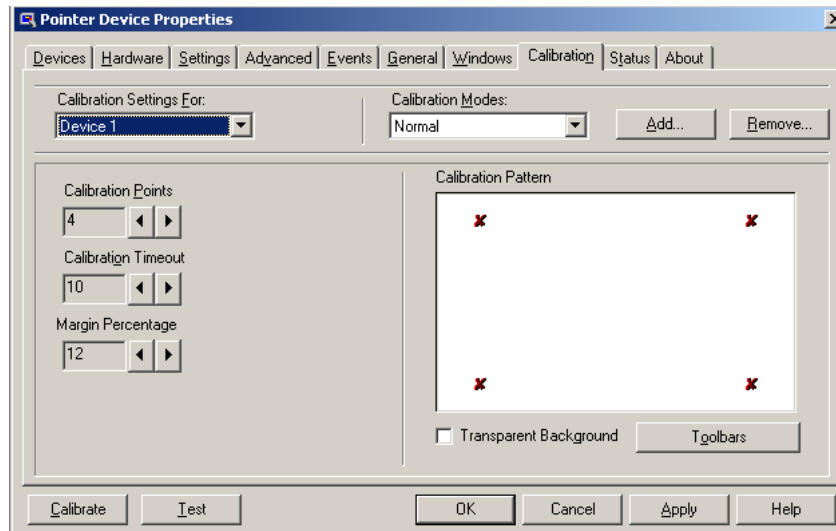 Pointer Device Properties
Devices Hardware Settings Advanced Events General Windows Calibration Status About
Calibration Settings For: Calibration Modes:
Device 1 Normal Add... Remove...
Calibration Points Calibration Pattern
4
Calibration Timeout
10
Margin Percentage
12
Transparent Background Toolbars
Calibrate Test OK Cancel Apply Help